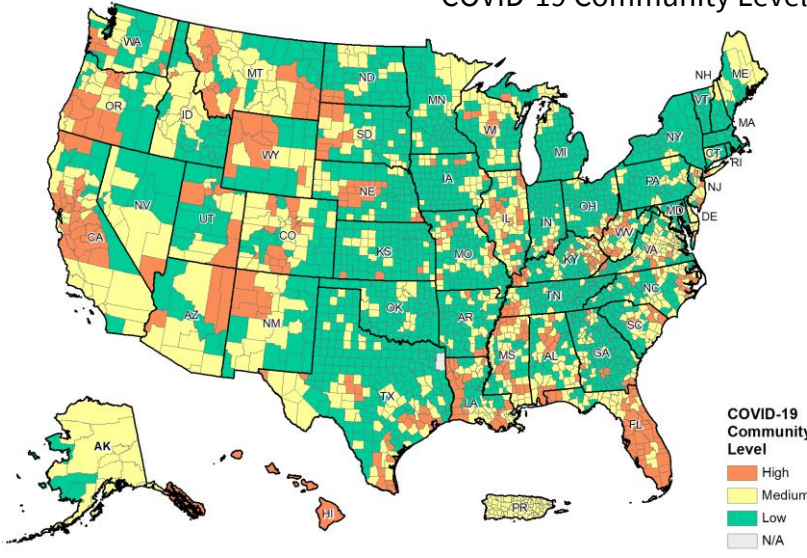 COVID-19 Community Level
WA
MT
ND
MN
OR
ID
SD
WI
MI
NH
ME
VT
MA
NY
CT
RI
WY
NE
IA
PA
NJ
NV
UT
CO
IL
IN
OH
MD
DE
CA
KS
MO
KY
WV
VA
AZ
NM
OK
AR
TN
NC
SC
TX
LA
MS
AL
GA
FL
AK
HI
PR
COVID-19
Community
Level
High
Medium
Low
N/A